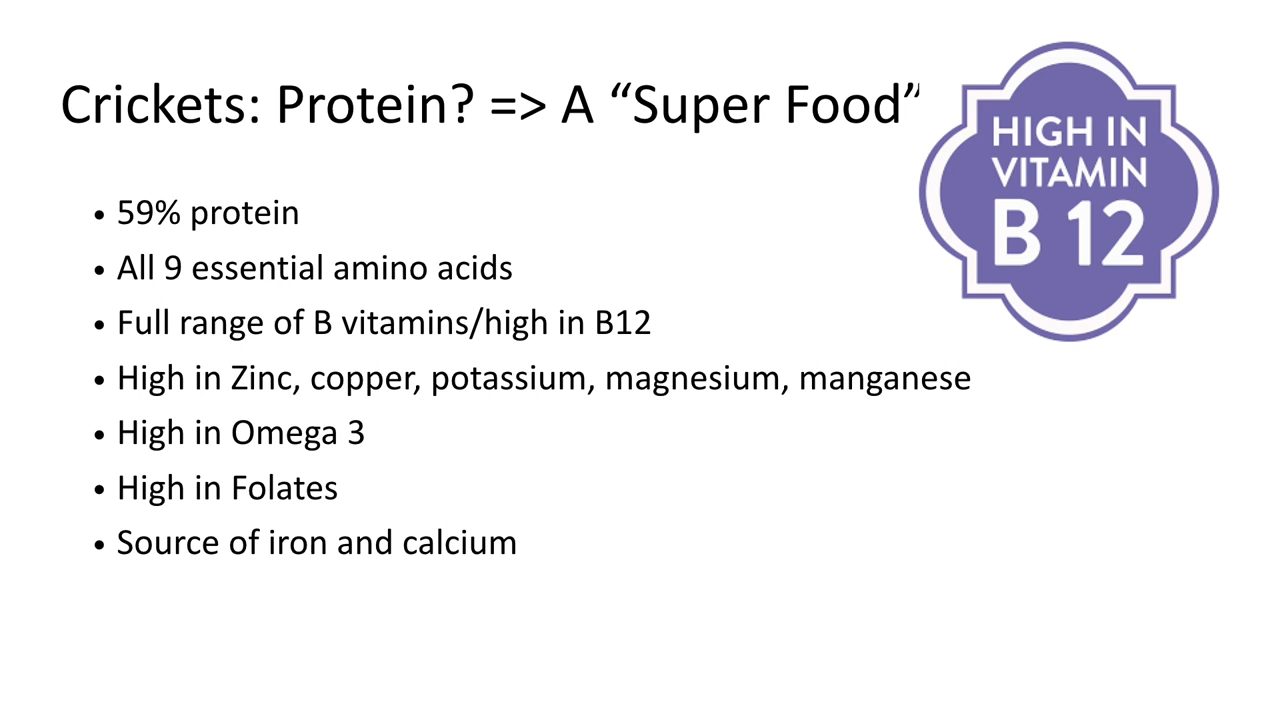 Crickets: Protein? => A “Super Food”
HIGH IN
VITAMIN
B 12
• 59% protein
• All 9 essential amino acids
• Full range of B vitamins/high in B12
• High in Zinc, copper, potassium, magnesium, manganese
• High in Omega 3
• High in Folates
• Source of iron and calcium